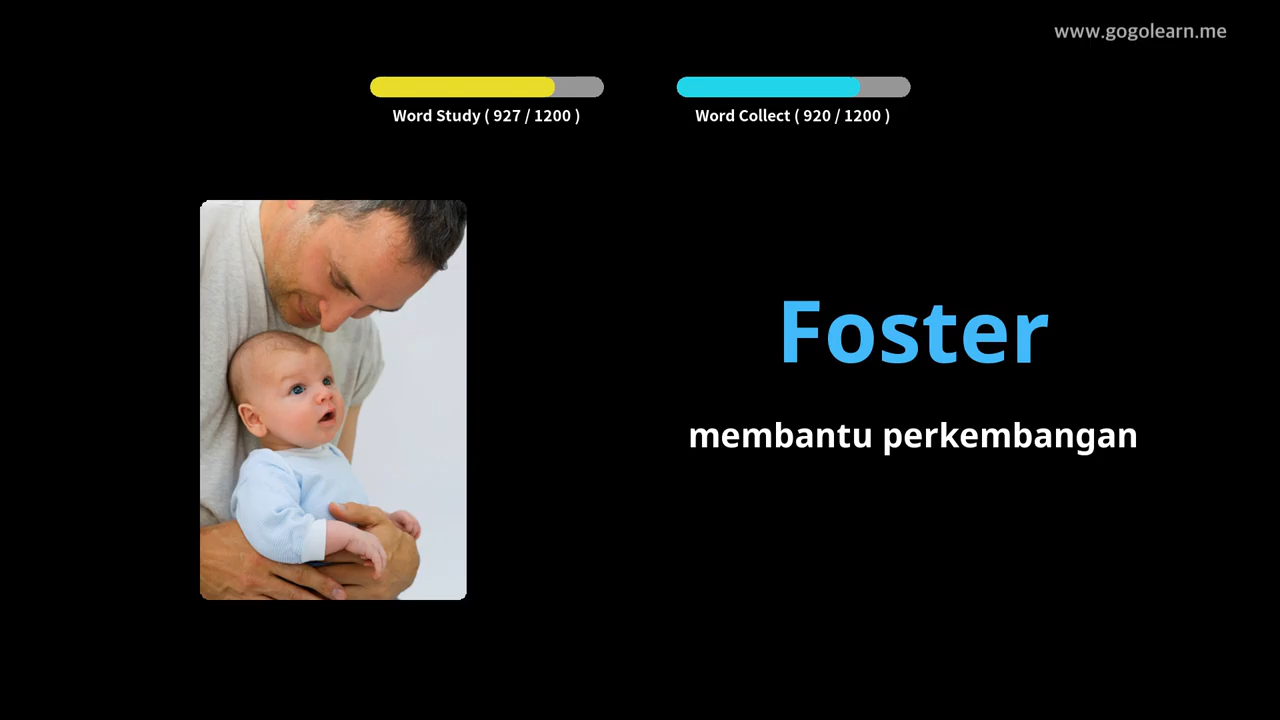 www.gogolearn.me
Word Study ( 927 / 1200 )
Word Collect ( 920 / 1200 )
Foster
membantu perkembangan